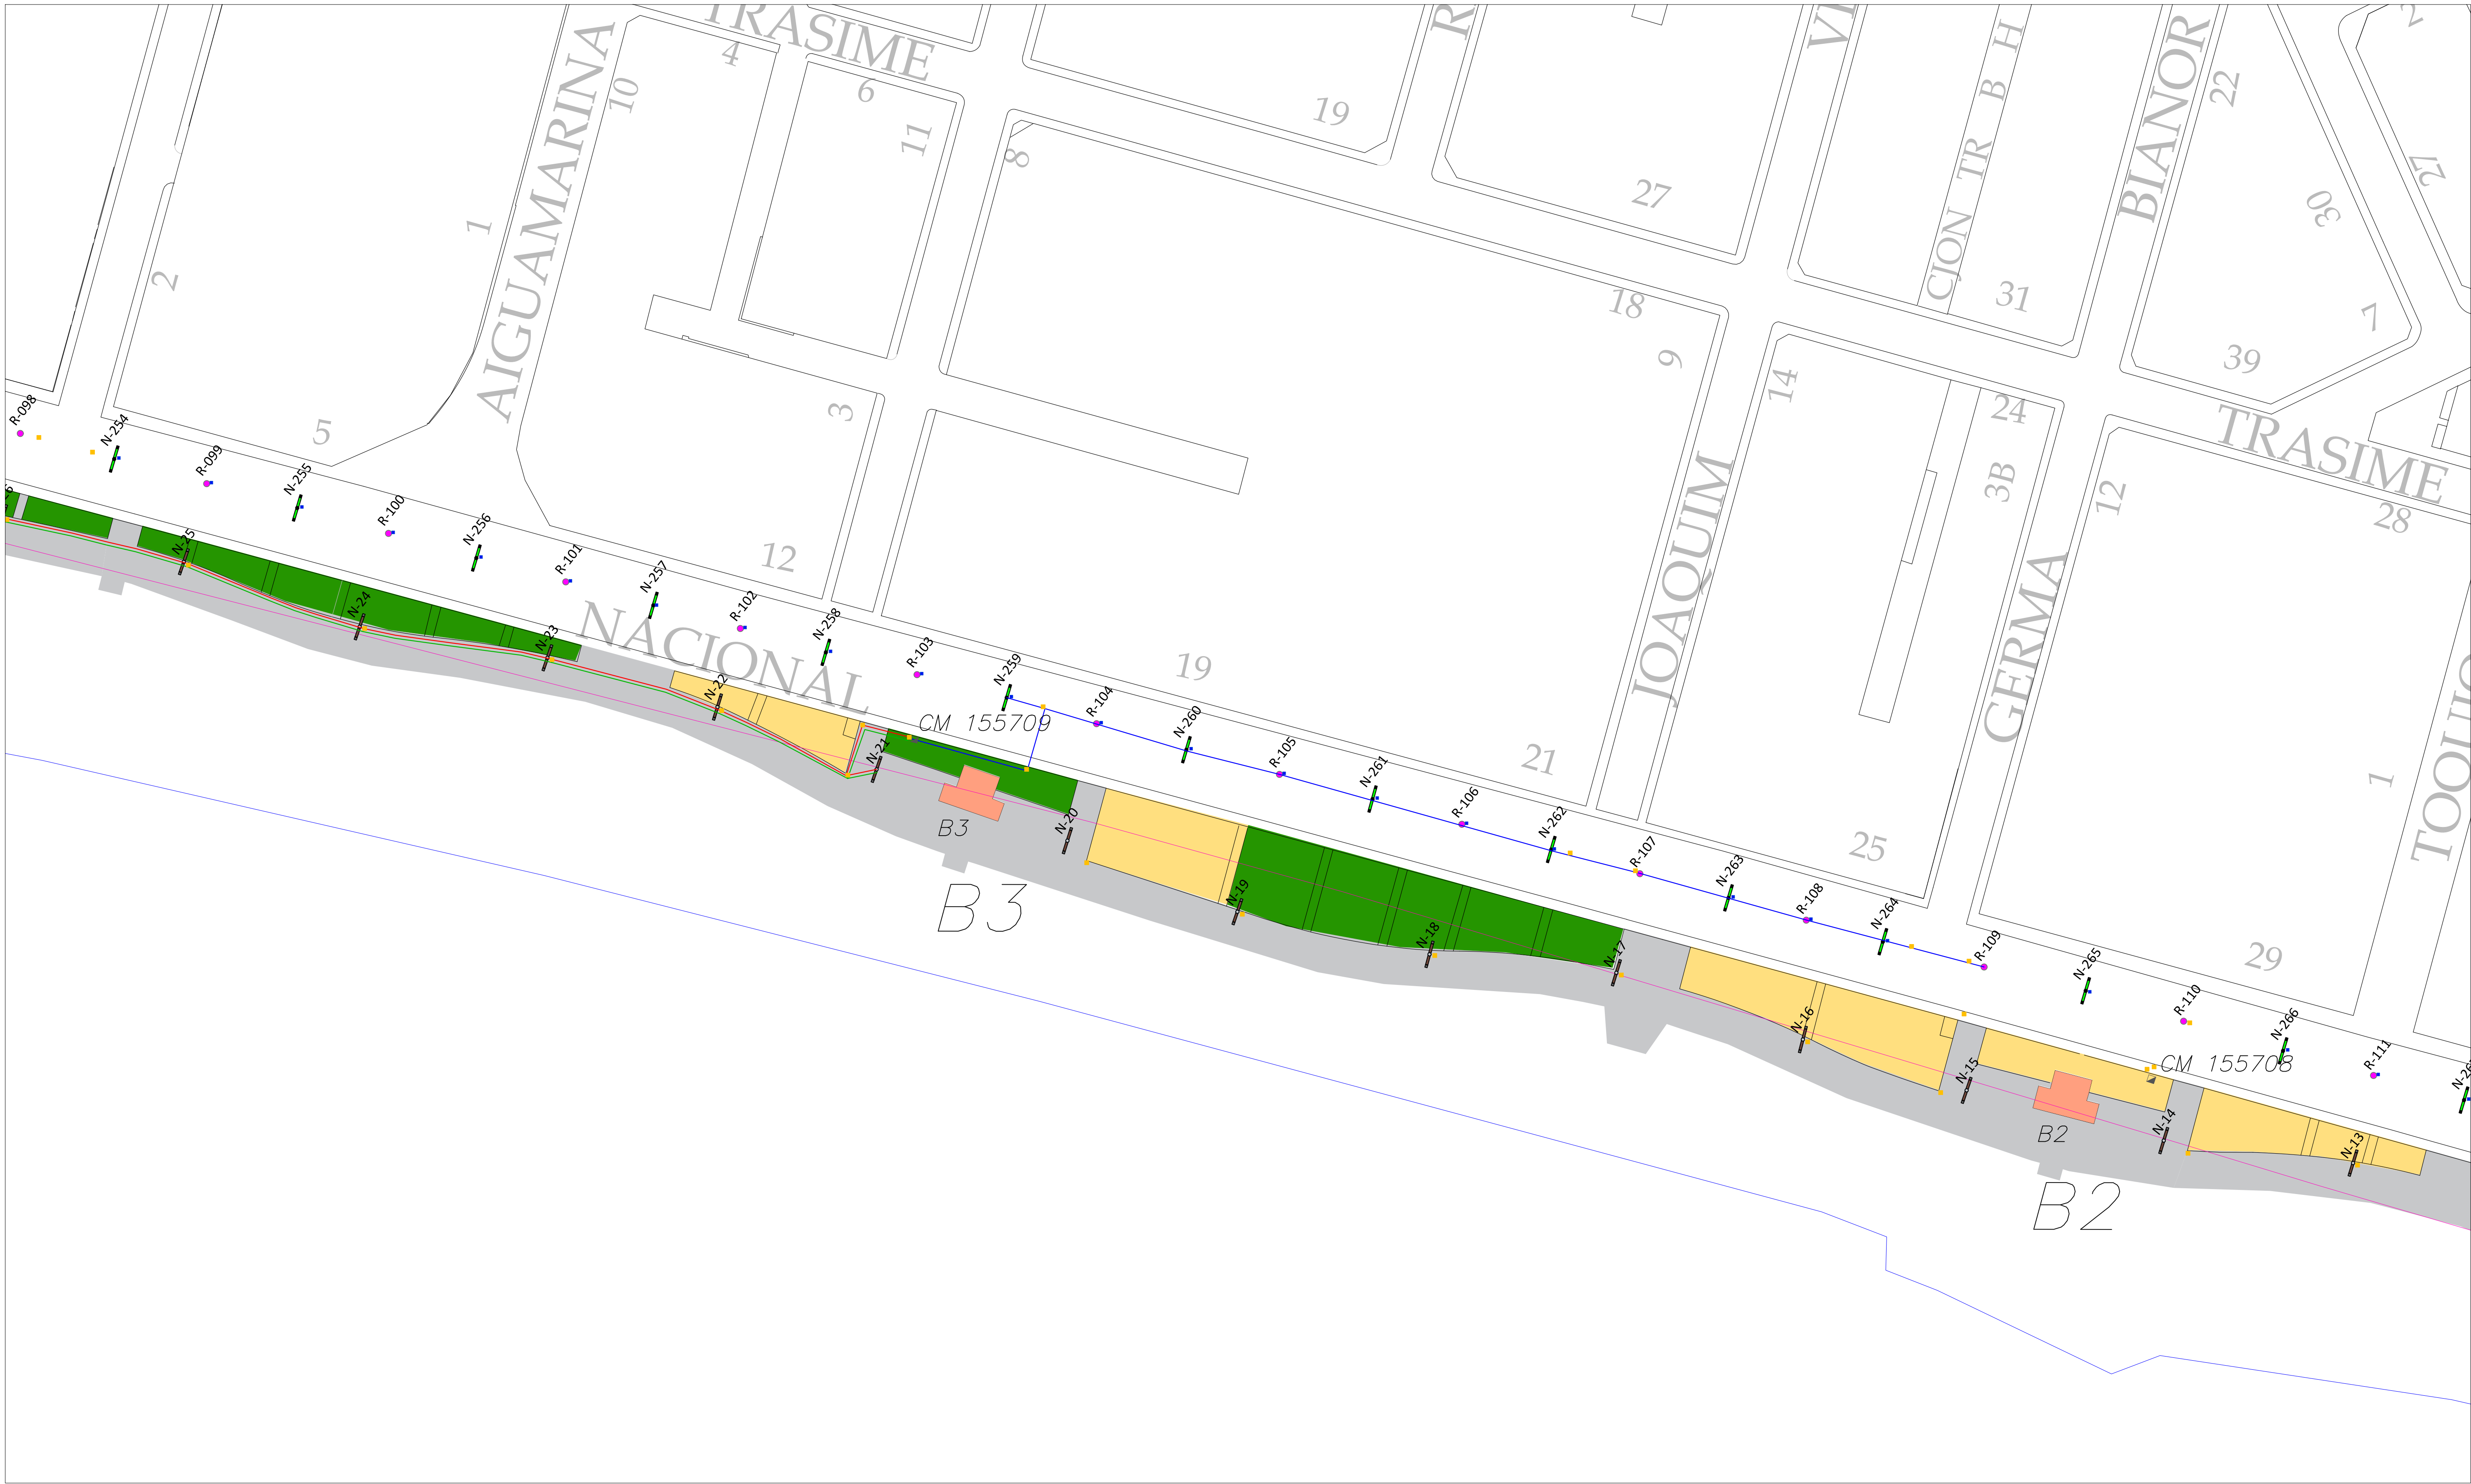 TRASIME
4
10
6
11
AIGUAMARINA
1
2
5
3
12
8
19
27
18
9
14
CJON TR B H
31
BIANOR
22
30
27
7
39
24
3B
TRASIME
28
12
JOAQUIM
GERMA
1
29
25
21
19
NACIONAL
R-098
N-254
R-099
N-255
R-100
N-256
R-101
N-257
R-102
N-258
R-103
N-259
R-104
N-260
R-105
N-261
R-106
N-262
R-107
N-263
R-108
N-264
R-109
N-265
R-110
N-266
R-111
N-25
N-24
N-23
N-22
N-21
CM 155709
B3
N-20
B3
N-19
N-18
N-17
N-16
N-15
B2
CM 155708
N-14
N-13
B2